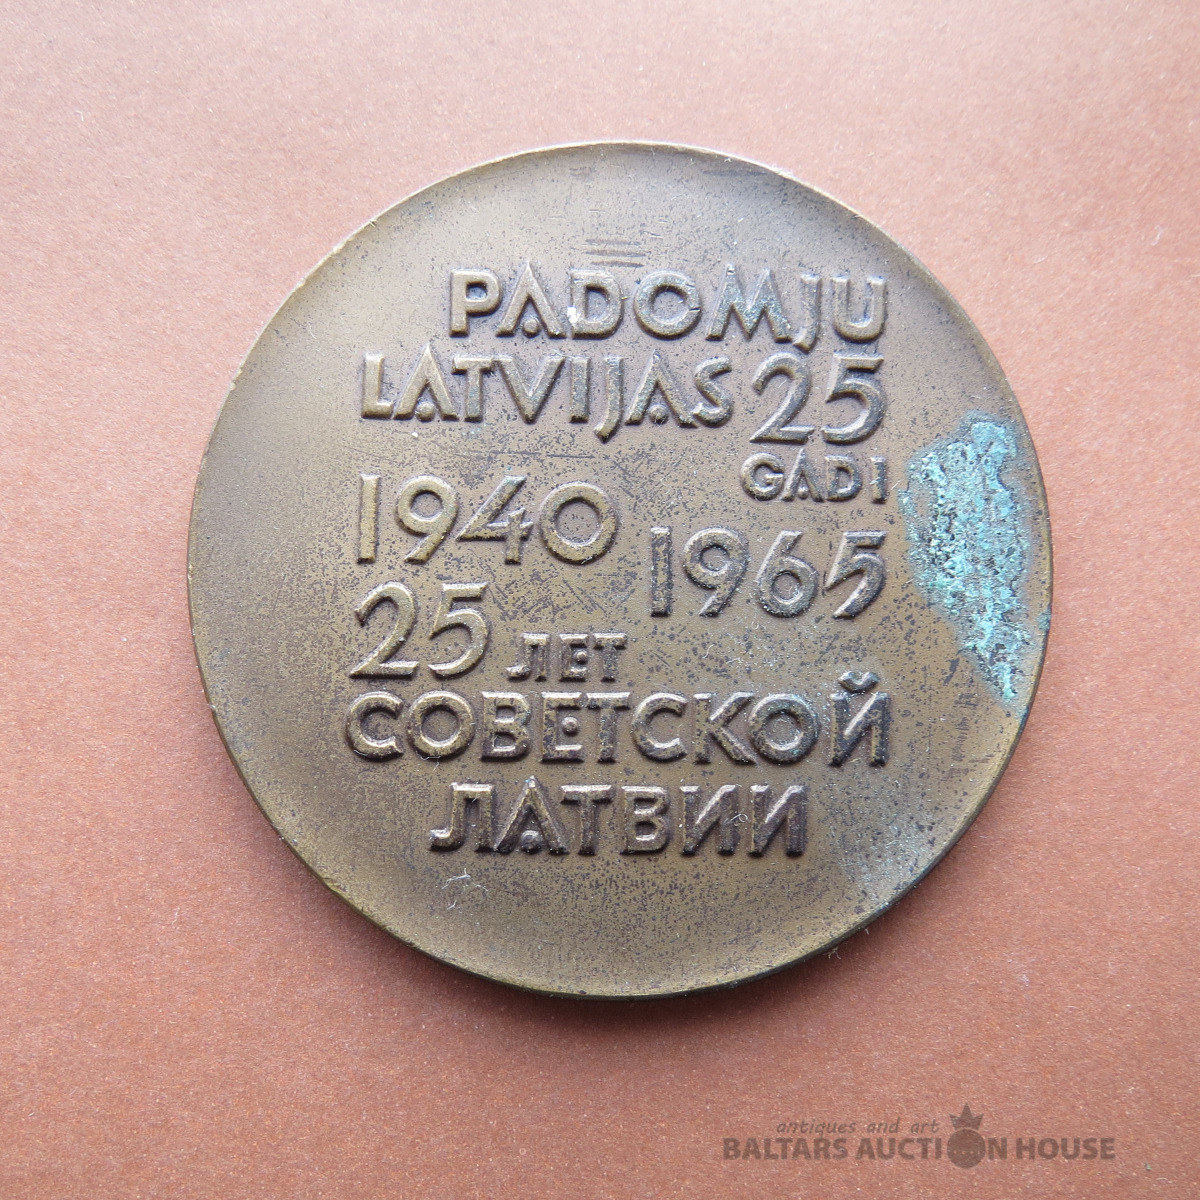 PADOMJU
LATVIJAS 25
GADI
1940 1965
25 ЛЕТ
СОВЕТСКОЙ
ЛАТВИИ
antiques and art
BALTARS AUCTION HOUSE